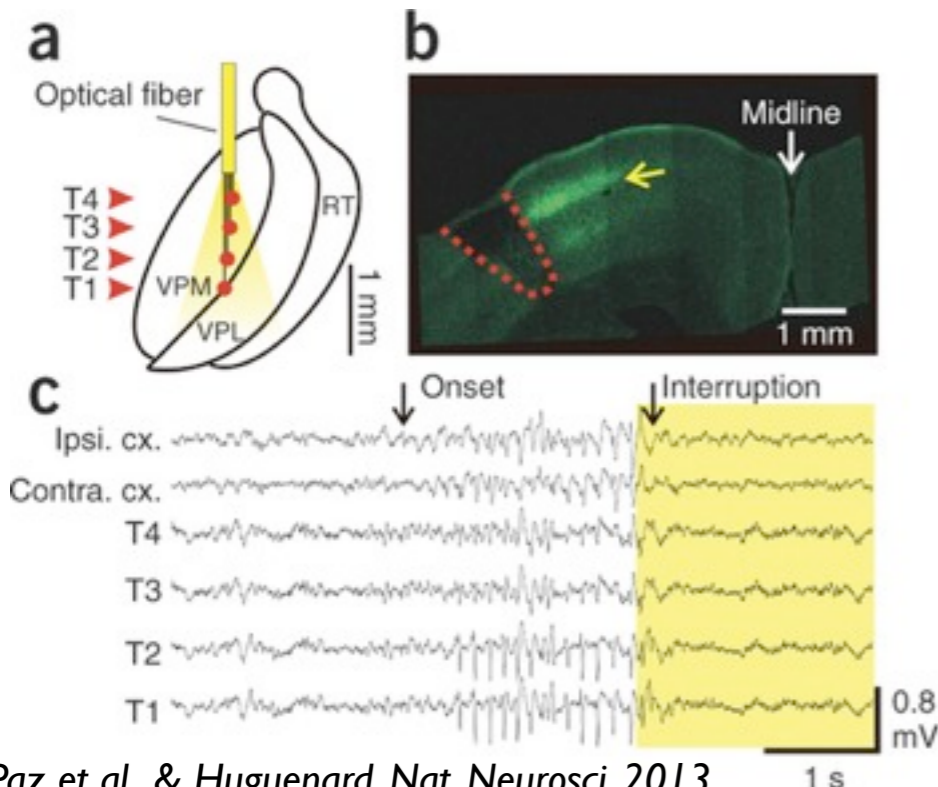 a
Optical fiber
T4
T3
T2
T1
VPM
VPL
RT
1 mm
b
Midline
1 mm
c
Onset
Interruption
Ipsi. cx.
Contra. cx.
T4
T3
T2
T1
0.8
mV
1 s
Paz et al. & Huguenard Nat Neurosci 2013